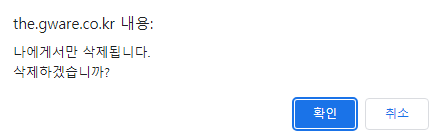 the.gware.co.kr 내용:
나에게서만 삭제됩니다.
삭제하겠습니까?
확인
취소